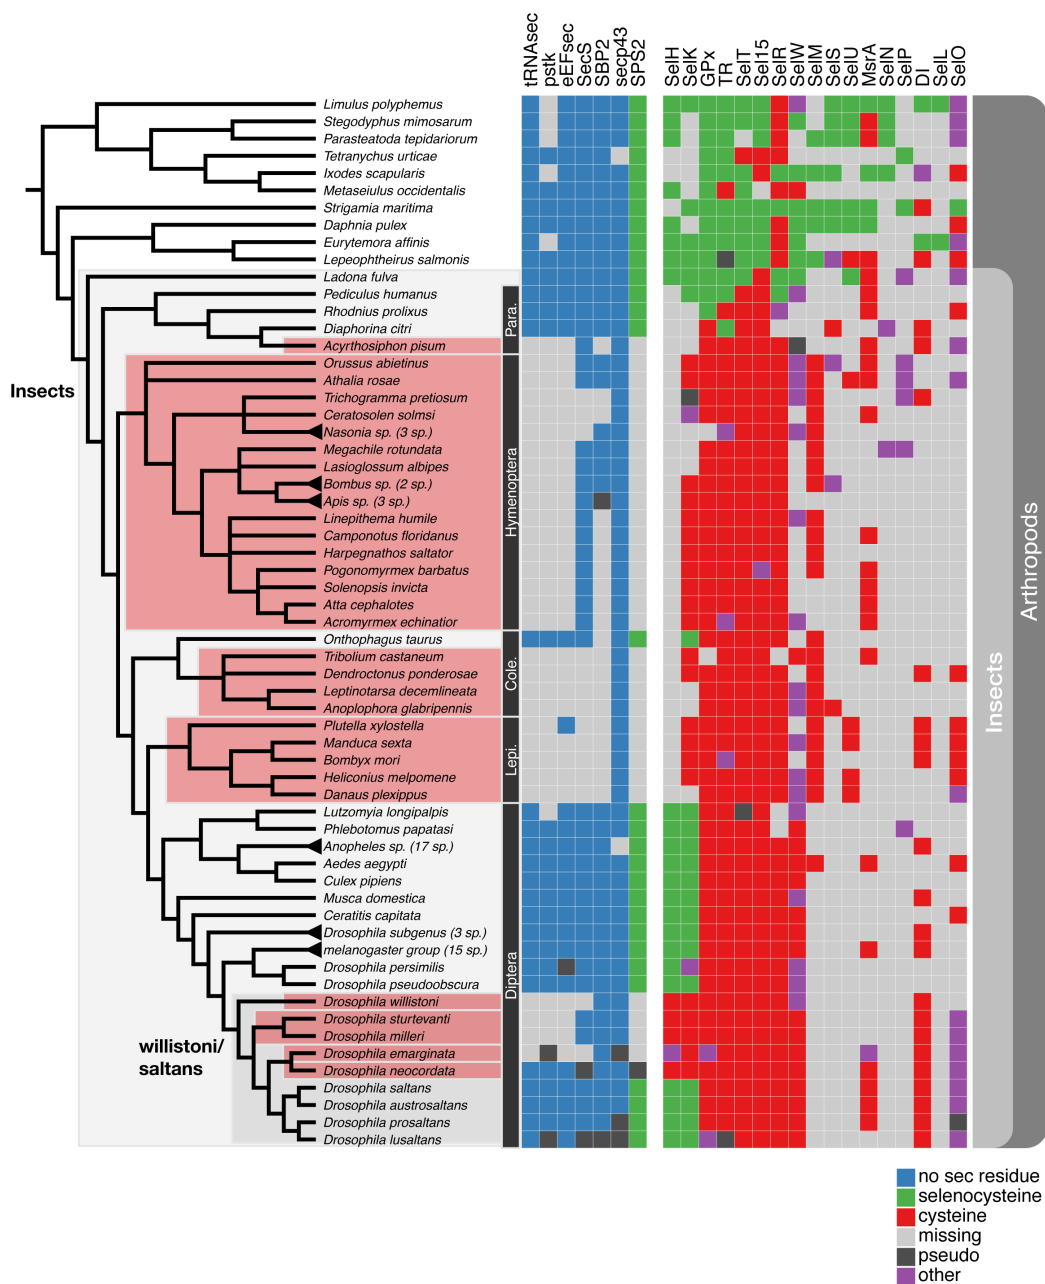 tRNAsec
pstk
eEFsec
SecS
SBP2
secp43
SPS2
SelH
SelK
GPx
TR
SelT
Sel15
SelR
SelW
SelM
SelS
SelU
MsrA
SelN
SelP
DI
SelL
SelO
Limulus polyphemus
Stegodyphus mimosarum
Parasteatoda tepidariorum
Tetranychus urticae
Ixodes scapularis
Metaseiulus occidentalis
Strigamia maritima
Daphnia pulex
Eurytemora affinis
Lepeophtheirus salmonis
Ladona fulva
Pediculus humanus
Rhodnius prolixus
Diaphorina citri
Acyrthosiphon pisum
Orussus abietinus
Athalia rosae
Trichogramma pretiosum
Ceratosolen solmsi
Nasonia sp. (3 sp.)
Megachile rotundata
Lasioglossum albipes
Bombus sp. (2 sp.)
Apis sp. (3 sp.)
Linepithema humile
Camponotus floridanus
Harpegnathos saltator
Pogonomyrmex barbatus
Solenopsis invicta
Atta cephalotes
Acromyrmex echinatior
Onthophagus taurus
Tribolium castaneum
Dendroctonus ponderosae
Leptinotarsa decemlineata
Anoplophora glabripennis
Plutella xylostella
Manduca sexta
Bombyx mori
Heliconius melpomene
Danaus plexippus
Lutzomyia longipalpis
Phlebotomus papatasi
Anopheles sp. (17 sp.)
Aedes aegypti
Culex pipiens
Musca domestica
Ceratitis capitata
Drosophila subgenus (3 sp.)
melanogaster group (15 sp.)
Drosophila persimilis
Drosophila pseudoobscura
Drosophila willistoni
Drosophila sturtevanti
Drosophila milleri
Drosophila emarginata
Drosophila neocordata
Drosophila saltans
Drosophila austrosaltans
Drosophila prosaltans
Drosophila lusaltans
Insects
willistoni/
saltans
Para.
Hymenoptera
Cole.
Lepi.
Diptera
Insects
Arthropods
no sec residue
selenocysteine
cysteine
missing
pseudo
other